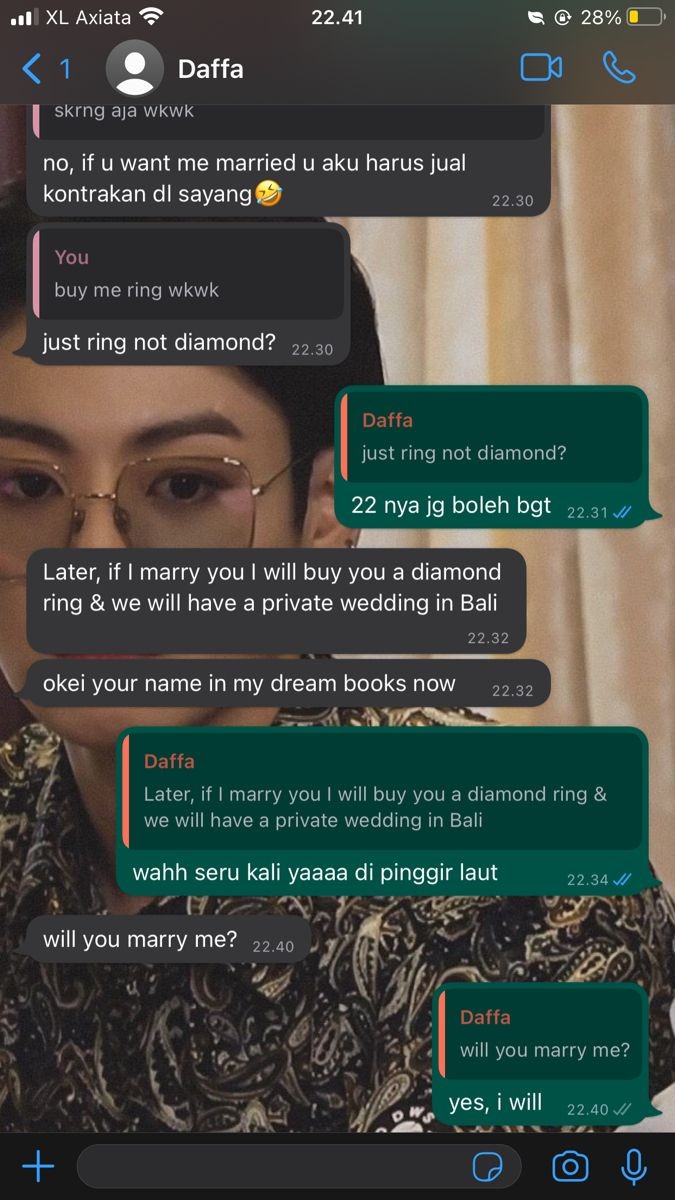 XL Axiata
22.41
28%
1
Daffa
skrng aja wkwk
no, if u want me married u aku harus jual
kontrakan dl sayang🤣
22.30
You
buy me ring wkwk
just ring not diamond?
22.30
Daffa
just ring not diamond?
22 nya jg boleh bgt
22.31
Later, if I marry you I will buy you a diamond
ring & we will have a private wedding in Bali
22.32
okei your name in my dream books now
22.32
Daffa
Later, if I marry you I will buy you a diamond ring &
we will have a private wedding in Bali
wahh seru kali yaaaa di pinggir laut
22.34
will you marry me?
22.40
Daffa
will you marry me?
yes, i will
22.40